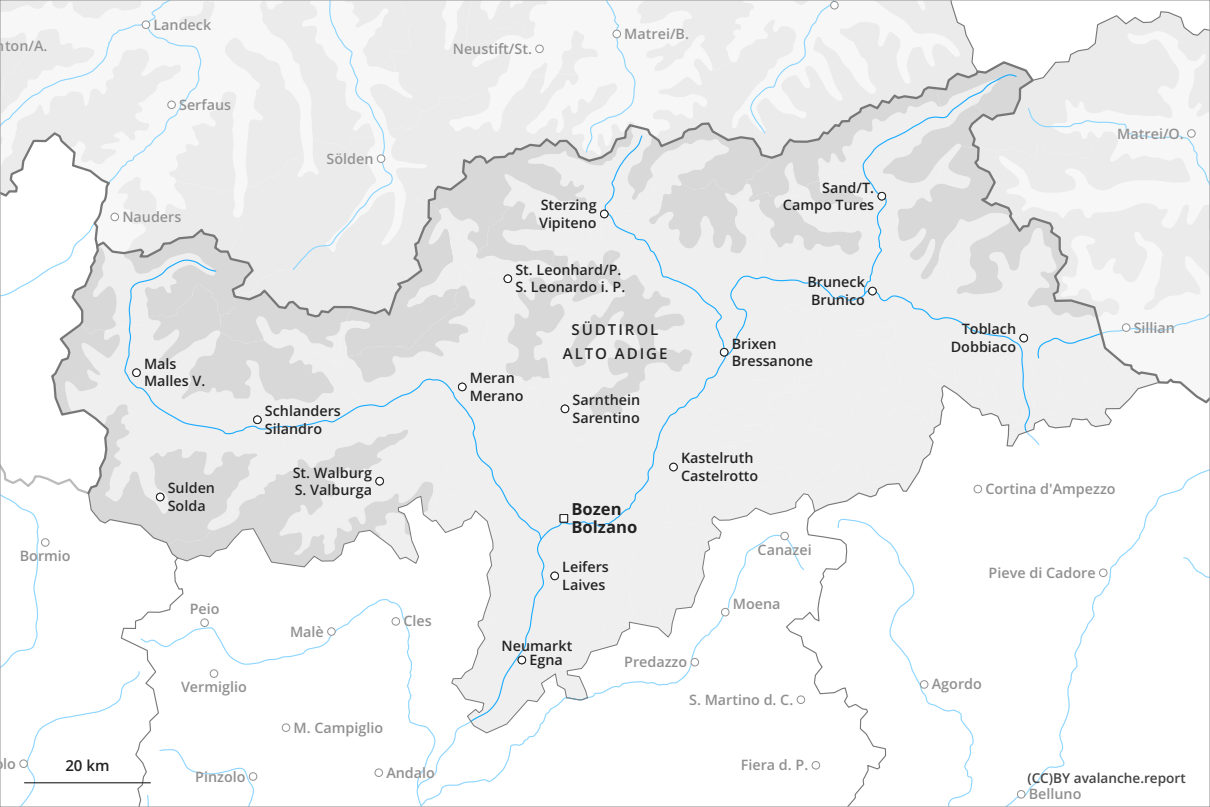 Landeck
nton/A.
Neustift/St.
Matrei/B.
Serfaus
Matrei/O.
Sölden
Sand/T.
Campo Tures
Nauders
Sterzing
Vipiteno
St. Leonhard/P.
S. Leonardo i. P.
Bruneck
Brunico
SÜDTIROL
ALTO ADIGE
Toblach
Dobbiaco
Sillian
Brixen
Bressanone
Mals
Malles V.
Meran
Merano
Schlanders
Silandro
Sarnthein
Sarentino
Kastelruth
Castelrotto
St. Walburg
S. Valburga
Sulden
Solda
Cortina d'Ampezzo
Bozen
Bolzano
Bormio
Canazei
Leifers
Laives
Pieve di Cadore
Peio
Malè
Cles
Moena
Neumarkt
Egna
Predazzo
Vermiglio
Agordo
S. Martino d. C.
M. Campiglio
olo
20 km
Pinzolo
Andalo
Fiera d. P.
(CC)BY avalanche.report
Belluno